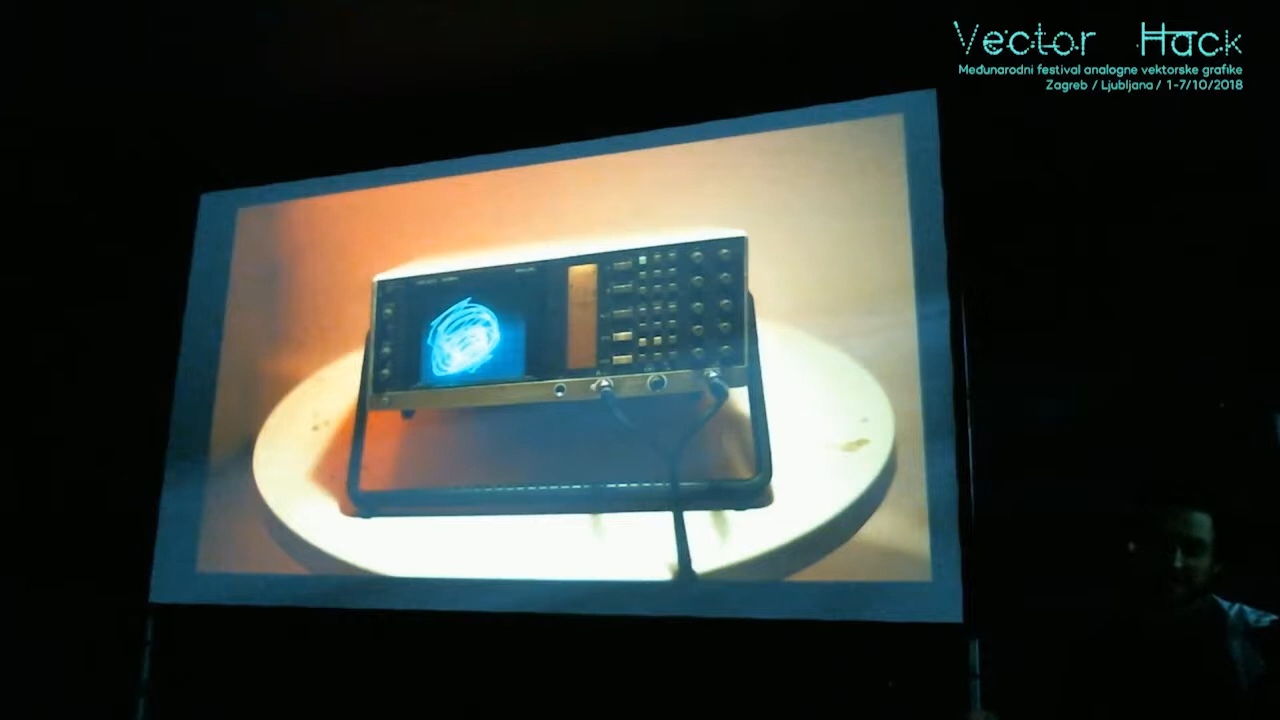 Vector Hack
Međunarodni festival analogne vektorske grafike
Zagreb / Ljubljana / 1-7/10/2018